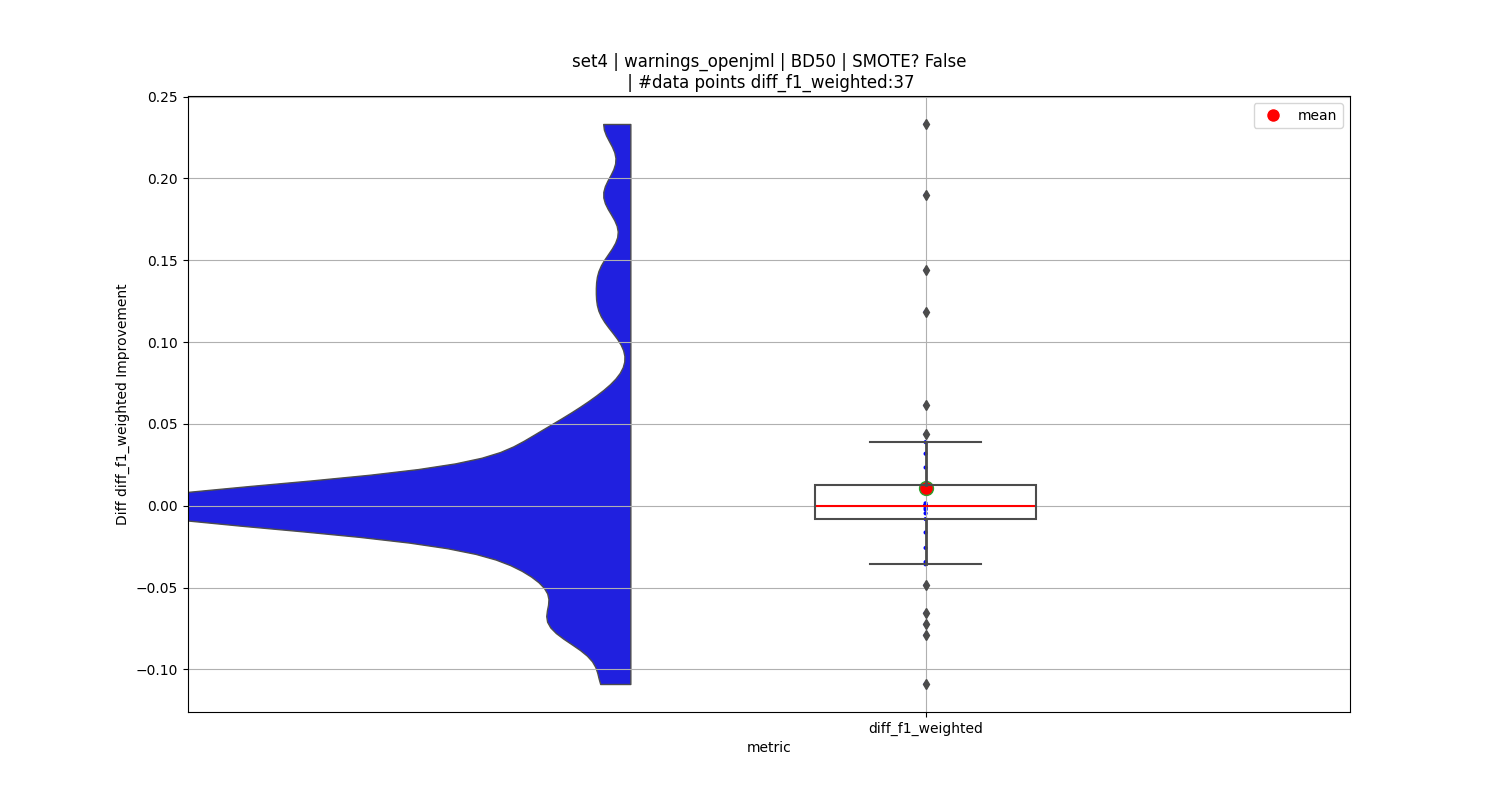 set4 | warnings_openjml | BD50 | SMOTE? False
| #data points diff_f1_weighted:37
mean
0.25
0.20
0.15
0.10
0.05
0.00
−0.05
−0.10
Diff diff_f1_weighted Improvement
diff_f1_weighted
metric